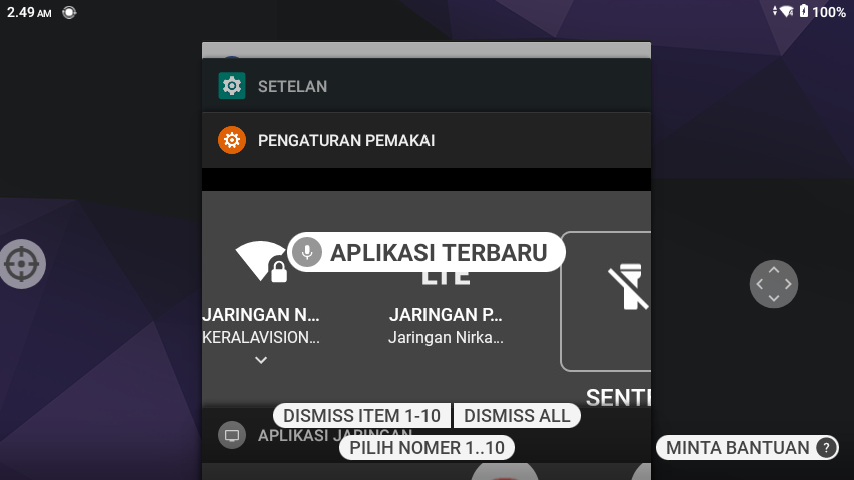 2.49 AM
100%
SETELAN
PENGATURAN PEMAKAI
APLIKASI TERBARU
LTE
JARINGAN N...
JARINGAN P...
KERALAVISION...
Jaringan Nirka...
SENTE
DISMISS ITEM 1-10
DISMISS ALL
APLIKASI JARINGAN
PILIH NOMER 1..10
MINTA BANTUAN ?